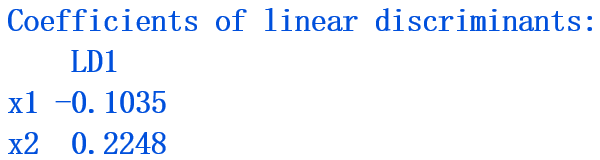 Coefficients of linear discriminants:
LD1
x1 -0.1035
x2 0.2248